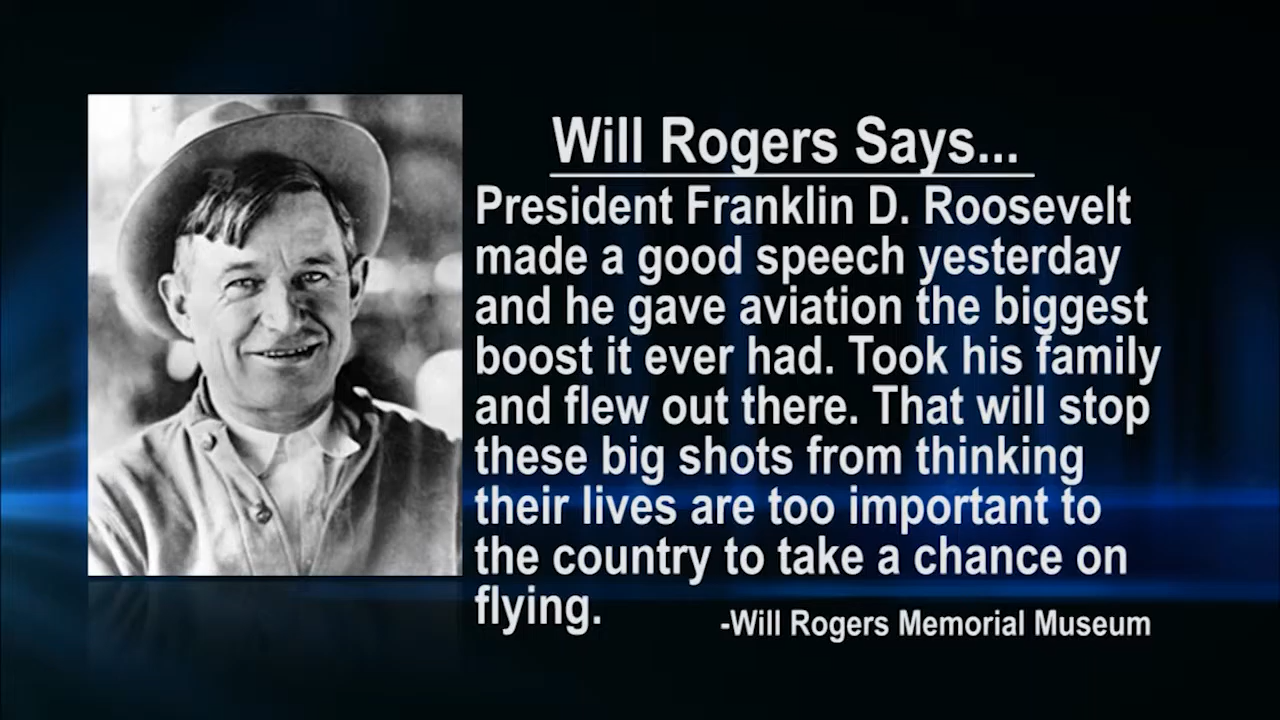 Will Rogers Says...
President Franklin D. Roosevelt
made a good speech yesterday
and he gave aviation the biggest
boost it ever had. Took his family
and flew out there. That will stop
these big shots from thinking
their lives are too important to
the country to take a chance on
flying.
-Will Rogers Memorial Museum